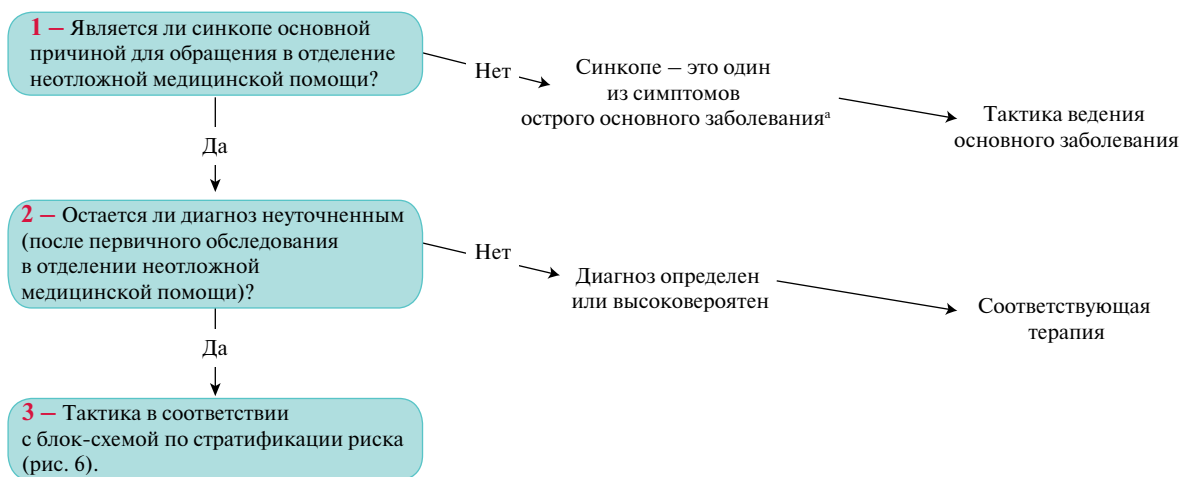 1 – Является ли синкопе основной
причиной для обращения в отделение
неотложной медицинской помощи?
Нет
Синкопе – это один
из симптомов
острого основного заболеванияᵃ
Тактика ведения
основного заболевания
Да
2 – Остается ли диагноз неуточненным
(после первичного обследования
в отделении неотложной
медицинской помощи)?
Нет
Диагноз определен
или высоковероятен
Соответствующая
терапия
Да
3 – Тактика в соответствии
с блок-схемой по стратификации риска
(рис. 6).